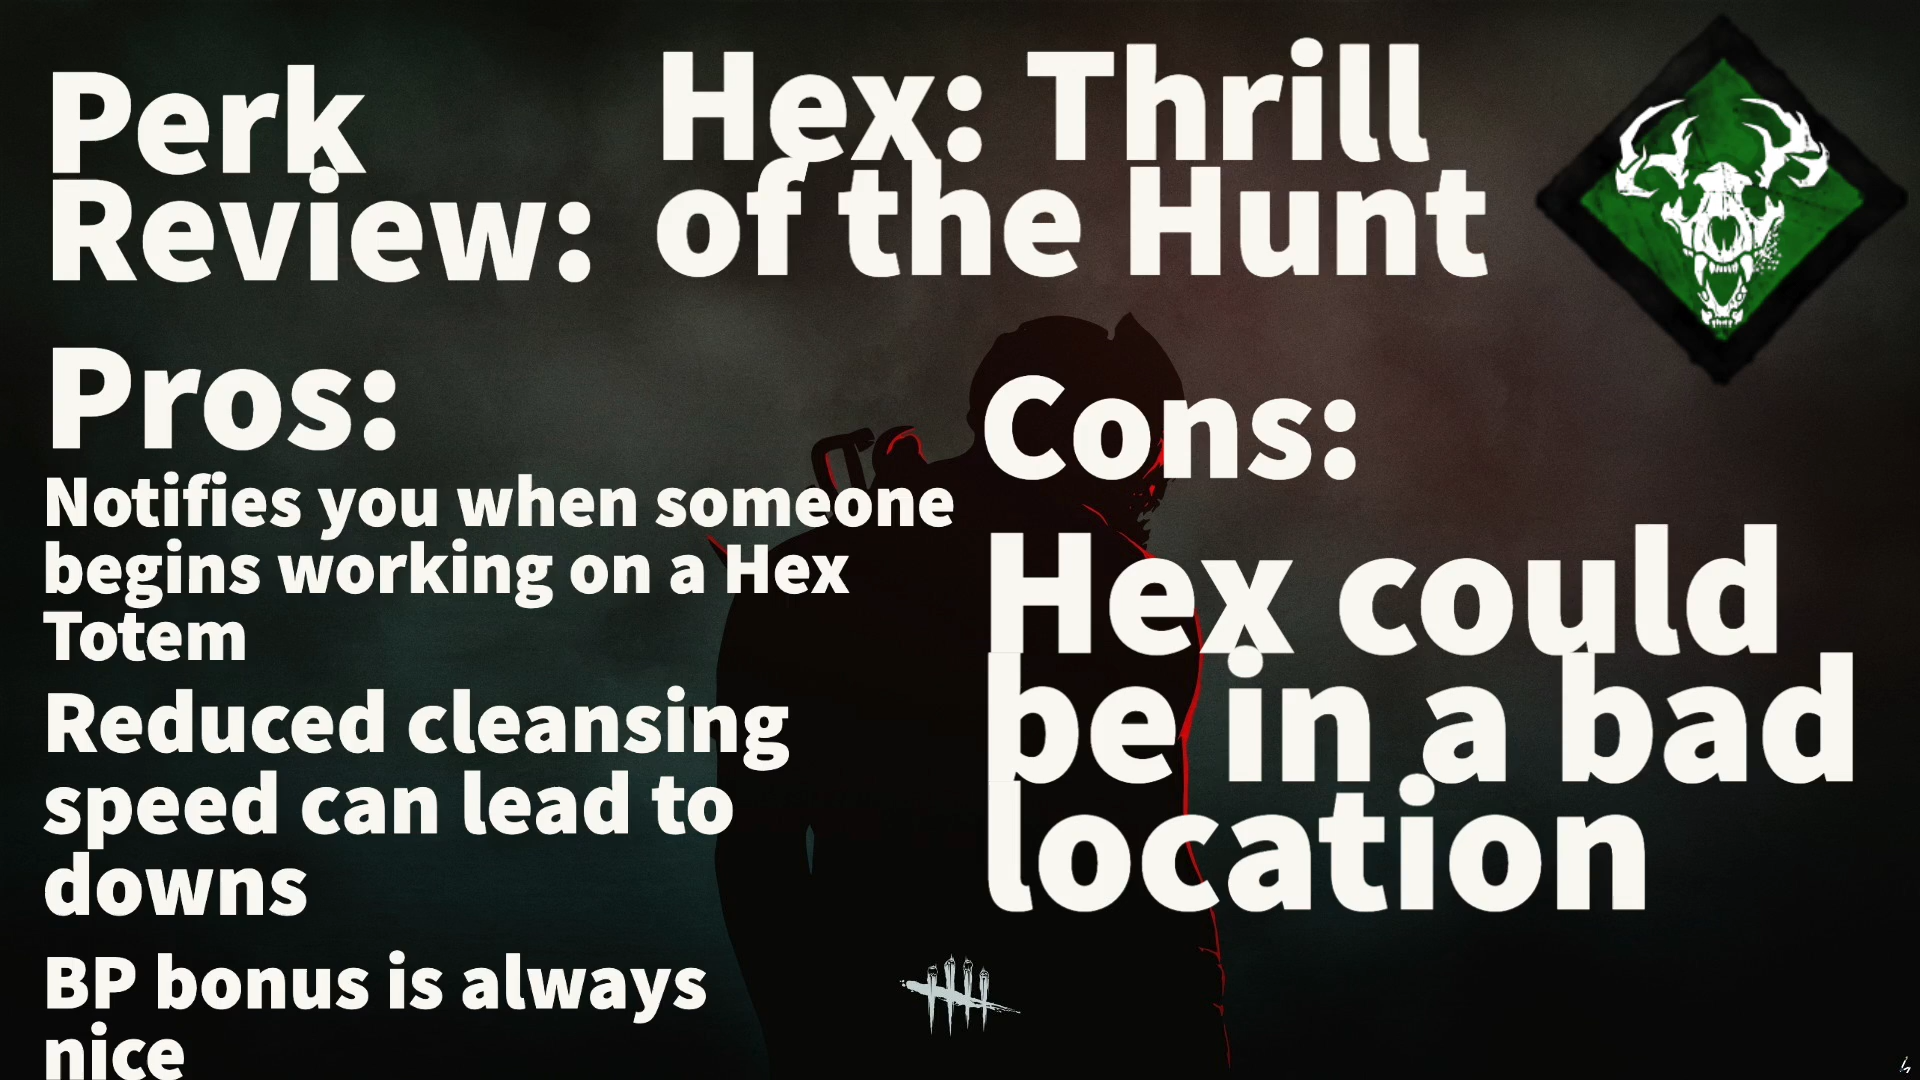 Perk
Review:
Hex: Thrill
of the Hunt
Pros:
Notifies you when someone
begins working on a Hex
Totem
Reduced cleansing
speed can lead to
downs
BP bonus is always
nice
Cons:
Hex could
be in a bad
location